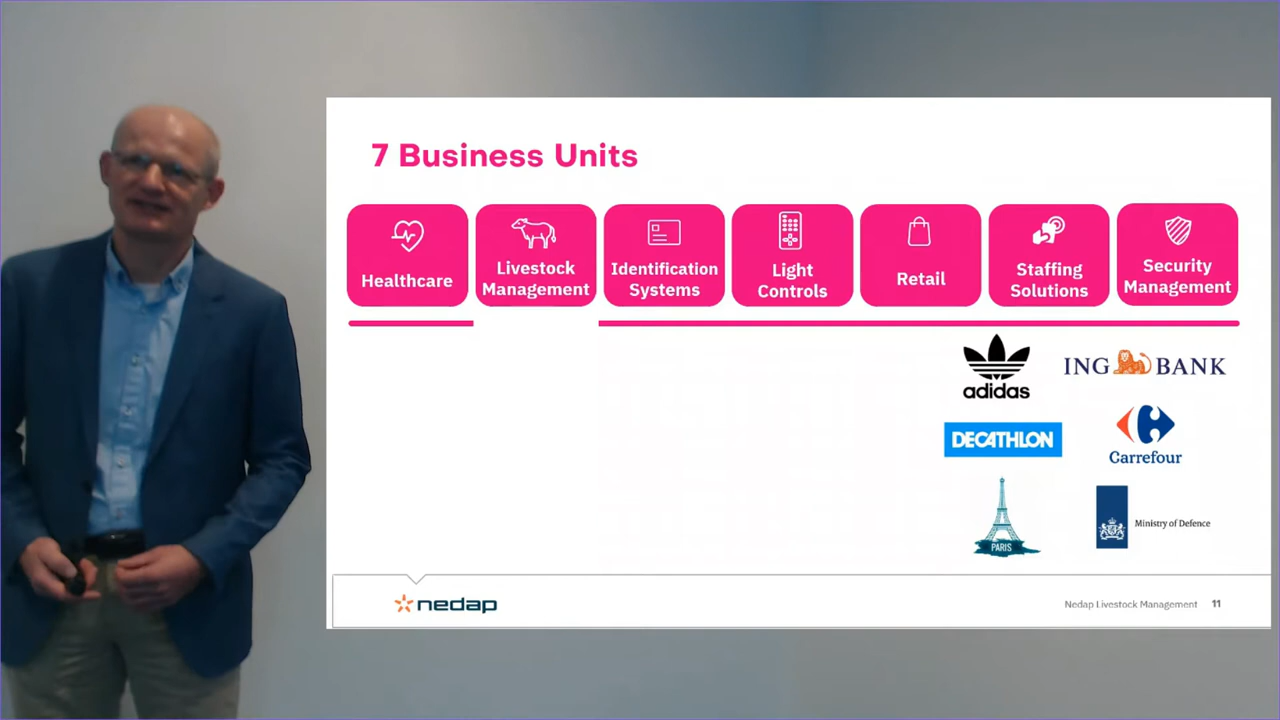 7 Business Units
Healthcare
Livestock
Management
Identification
Systems
Light
Controls
Retail
Staffing
Solutions
Security
Management
adidas
ING BANK
DECATHLON
Carrefour
PARIS
Ministry of Defence
nedap
Nedap Livestock Management 11